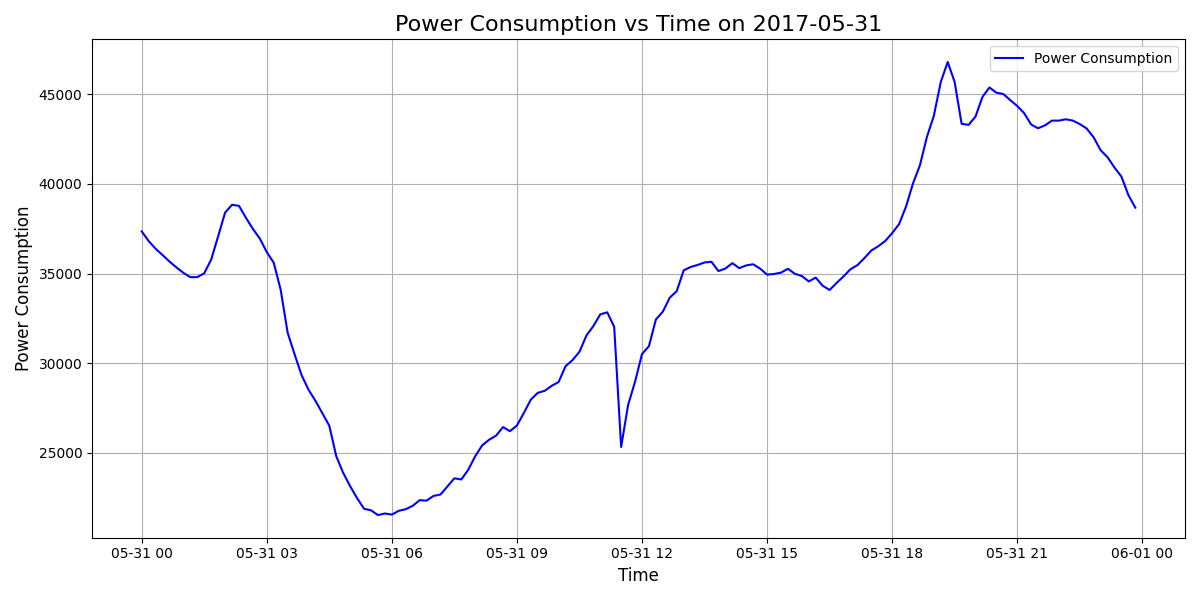 Power Consumption vs Time on 2017-05-31
Power Consumption
45000
40000
35000
30000
25000
Power Consumption
05-31 00 05-31 03 05-31 06 05-31 09 05-31 12 05-31 15 05-31 18 05-31 21 06-01 00
Time